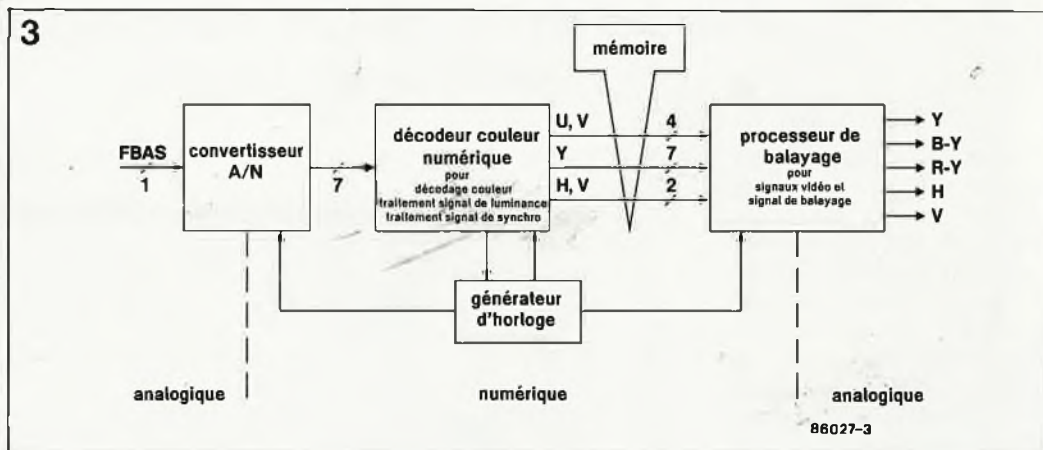 3
mémoire
FBAS
1
convertisseur
A/N
7
décodeur couleur
numérique
pour
décodage couleur
traitement signal de luminance
traitement signal de synchro
U, V
4
Y
7
H, V
2
processeur de
balayage
pour
signaux vidéo et
signal de balayage
Y
B-Y
R-Y
H
V
générateur
d'horloge
analogique
numérique
analogique
86027-3